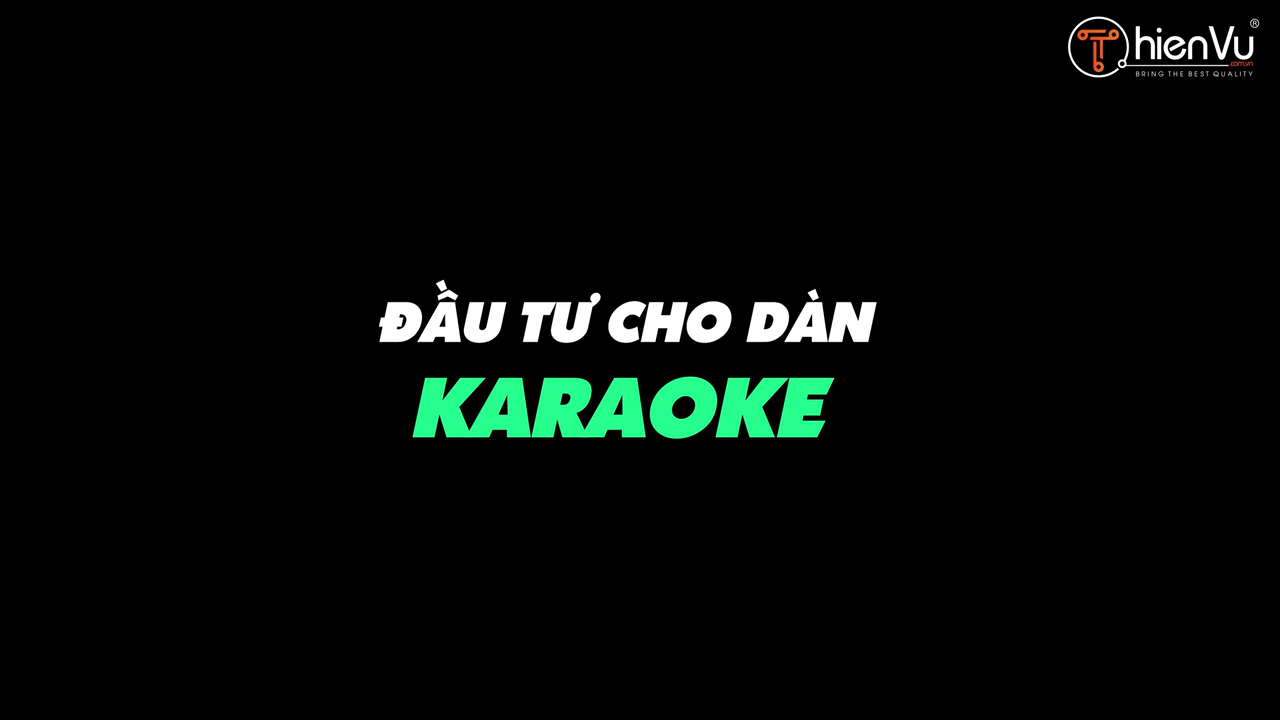 ThienVu®
.com.vn
BRING THE BEST QUALITY
ĐẦU TƯ CHO DÀN
KARAOKE